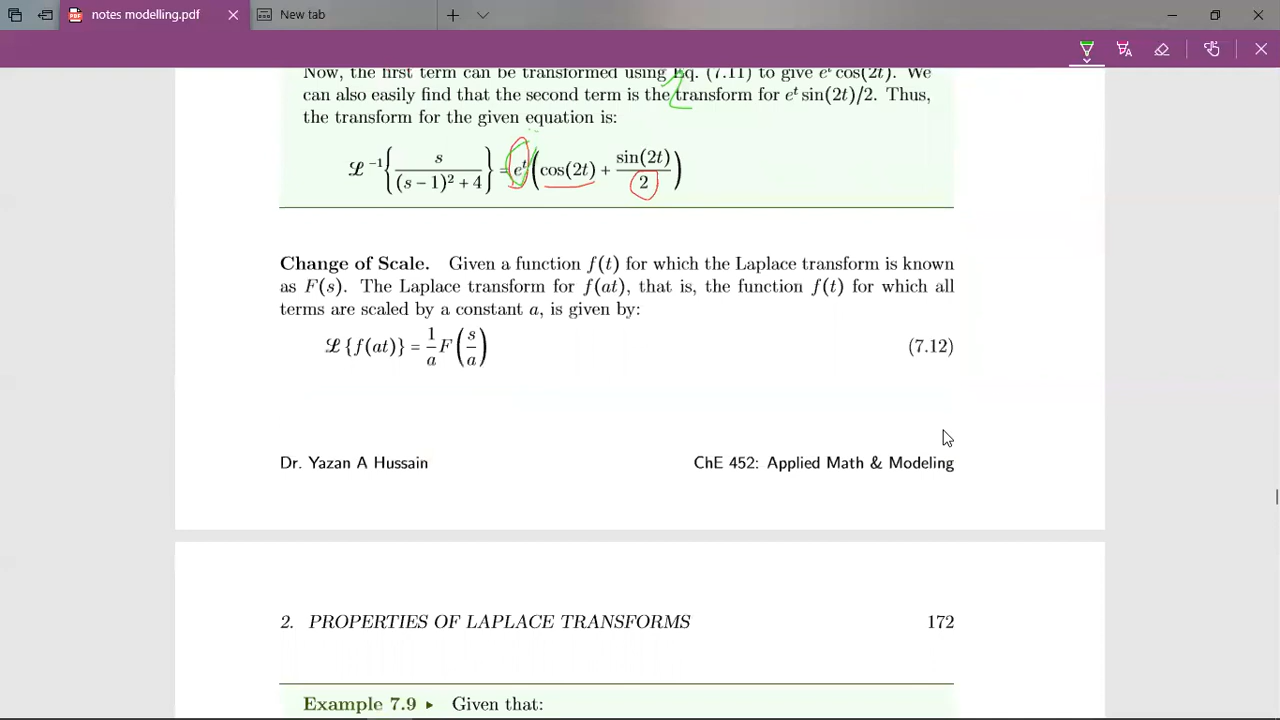 notes modelling.pdf
New tab
Now, the first term can be transformed using Eq. (7.11) to give e^t cos(2t). We
can also easily find that the second term is the transform for e^t sin(2t)/2. Thus,
the transform for the given equation is:
ℒ^{-1}{s/((s − 1)^2 + 4)} = e^t(cos(2t) + sin(2t)/2)
Change of Scale. Given a function f(t) for which the Laplace transform is known
as F(s). The Laplace transform for f(at), that is, the function f(t) for which all
terms are scaled by a constant a, is given by:
ℒ{f(at)} = 1/a F(s/a) (7.12)
Dr. Yazan A Hussain ChE 452: Applied Math & Modeling
2. PROPERTIES OF LAPLACE TRANSFORMS 172
Example 7.9 ▸ Given that: